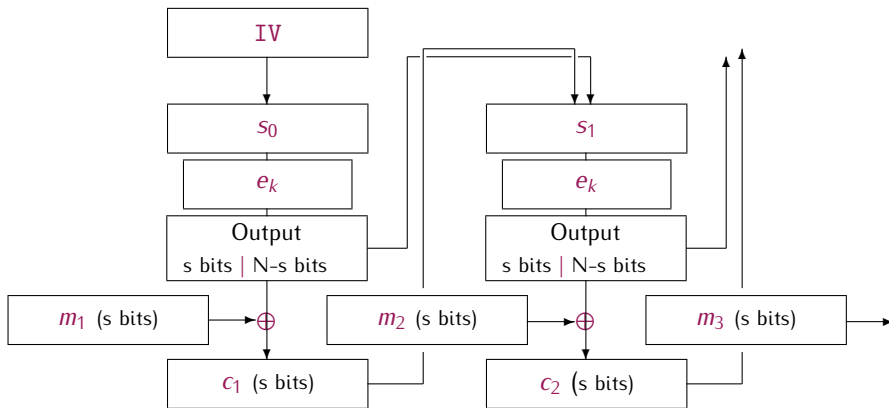 IV
s₀
s₁
eₖ
eₖ
Output
s bits | N-s bits
Output
s bits | N-s bits
m₁ (s bits)
⊕
m₂ (s bits)
⊕
m₃ (s bits)
c₁ (s bits)
c₂ (s bits)